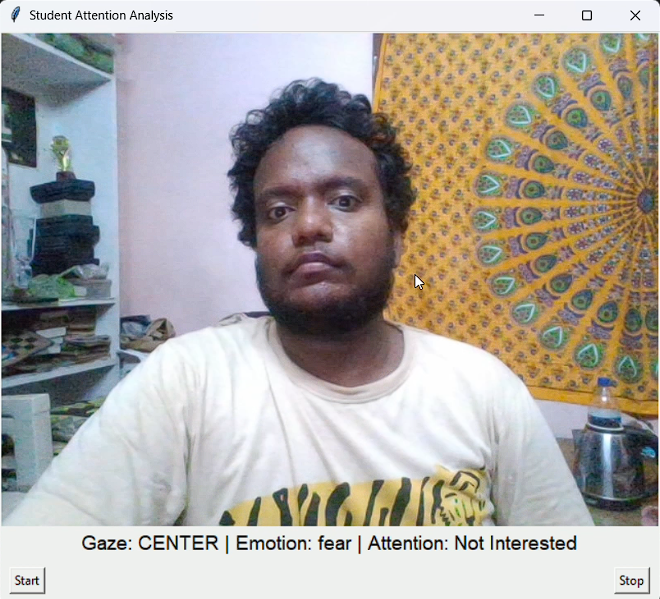 Student Attention Analysis
Gaze: CENTER | Emotion: fear | Attention: Not Interested
Start
Stop